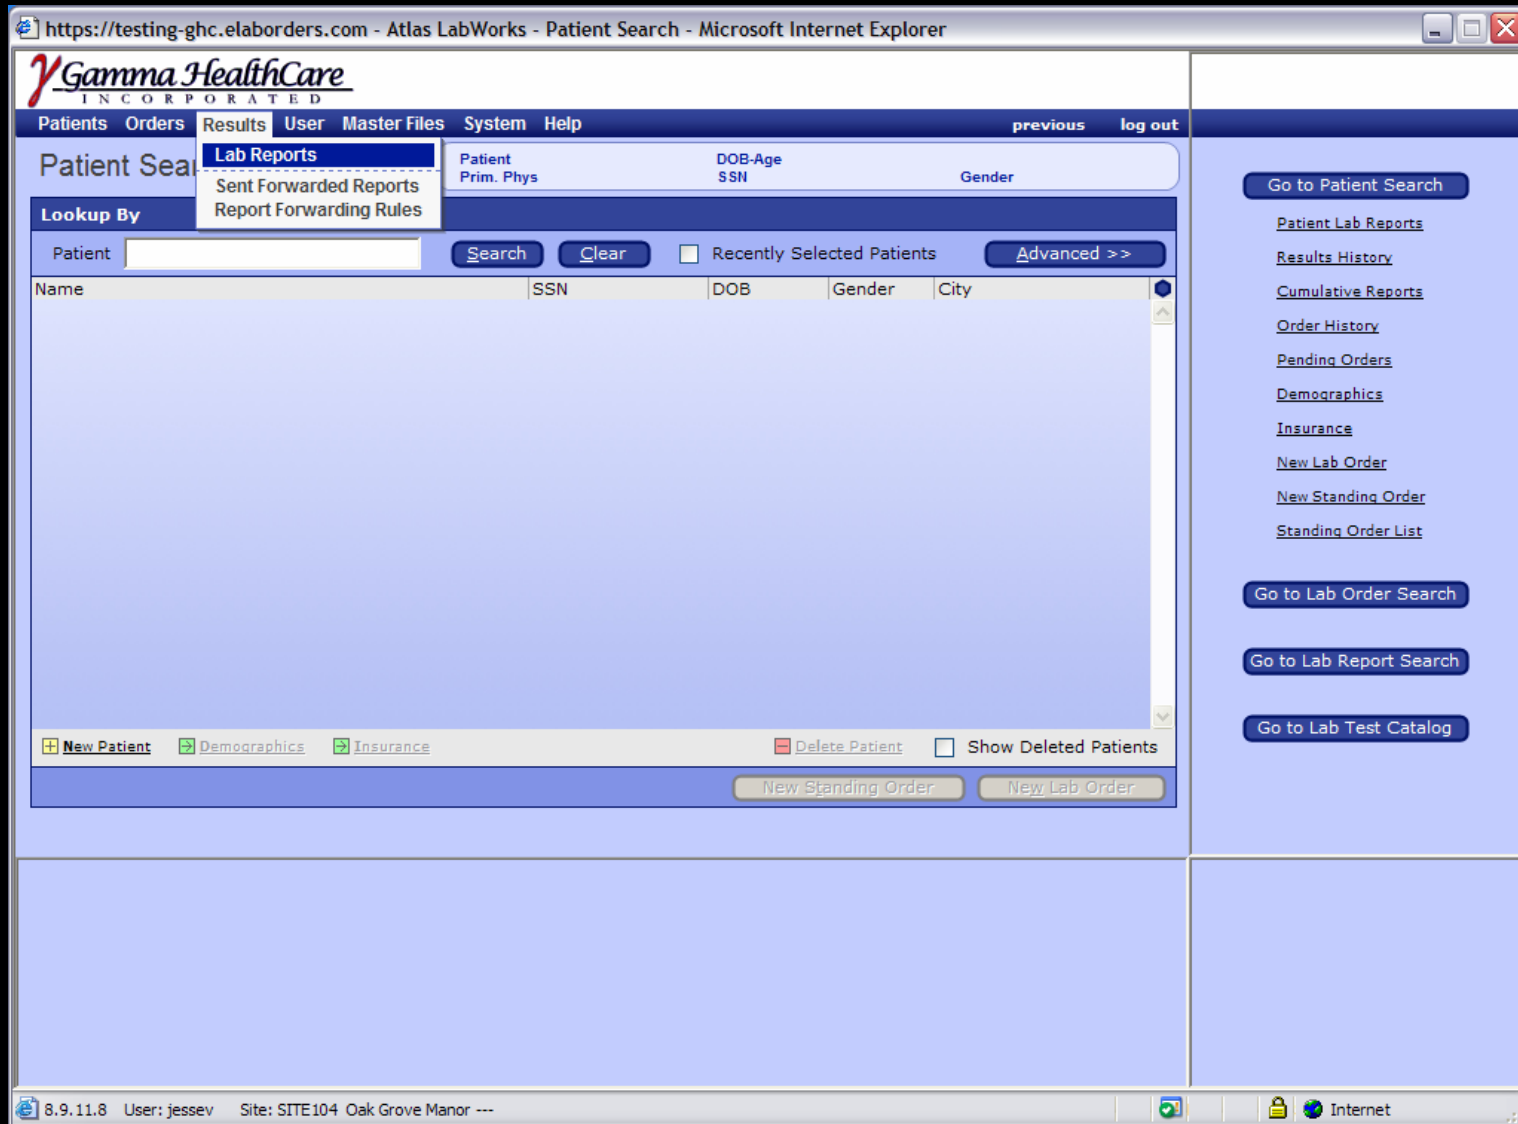 https://testing-ghc.elaborders.com - Atlas LabWorks - Patient Search - Microsoft Internet Explorer
γ Gamma HealthCare
INCORPORATED
Patients Orders Results User Master Files System Help previous log out
Patient Sear
Lab Reports
Sent Forwarded Reports
Report Forwarding Rules
Patient DOB-Age
Prim. Phys SSN Gender
Lookup By
Patient Search Clear Recently Selected Patients Advanced >>
Name SSN DOB Gender City
New Patient Demographics Insurance Delete Patient Show Deleted Patients
New Standing Order New Lab Order
Go to Patient Search
Patient Lab Reports
Results History
Cumulative Reports
Order History
Pending Orders
Demographics
Insurance
New Lab Order
New Standing Order
Standing Order List
Go to Lab Order Search
Go to Lab Report Search
Go to Lab Test Catalog
8.9.11.8 User: jessev Site: SITE104 Oak Grove Manor --- Internet